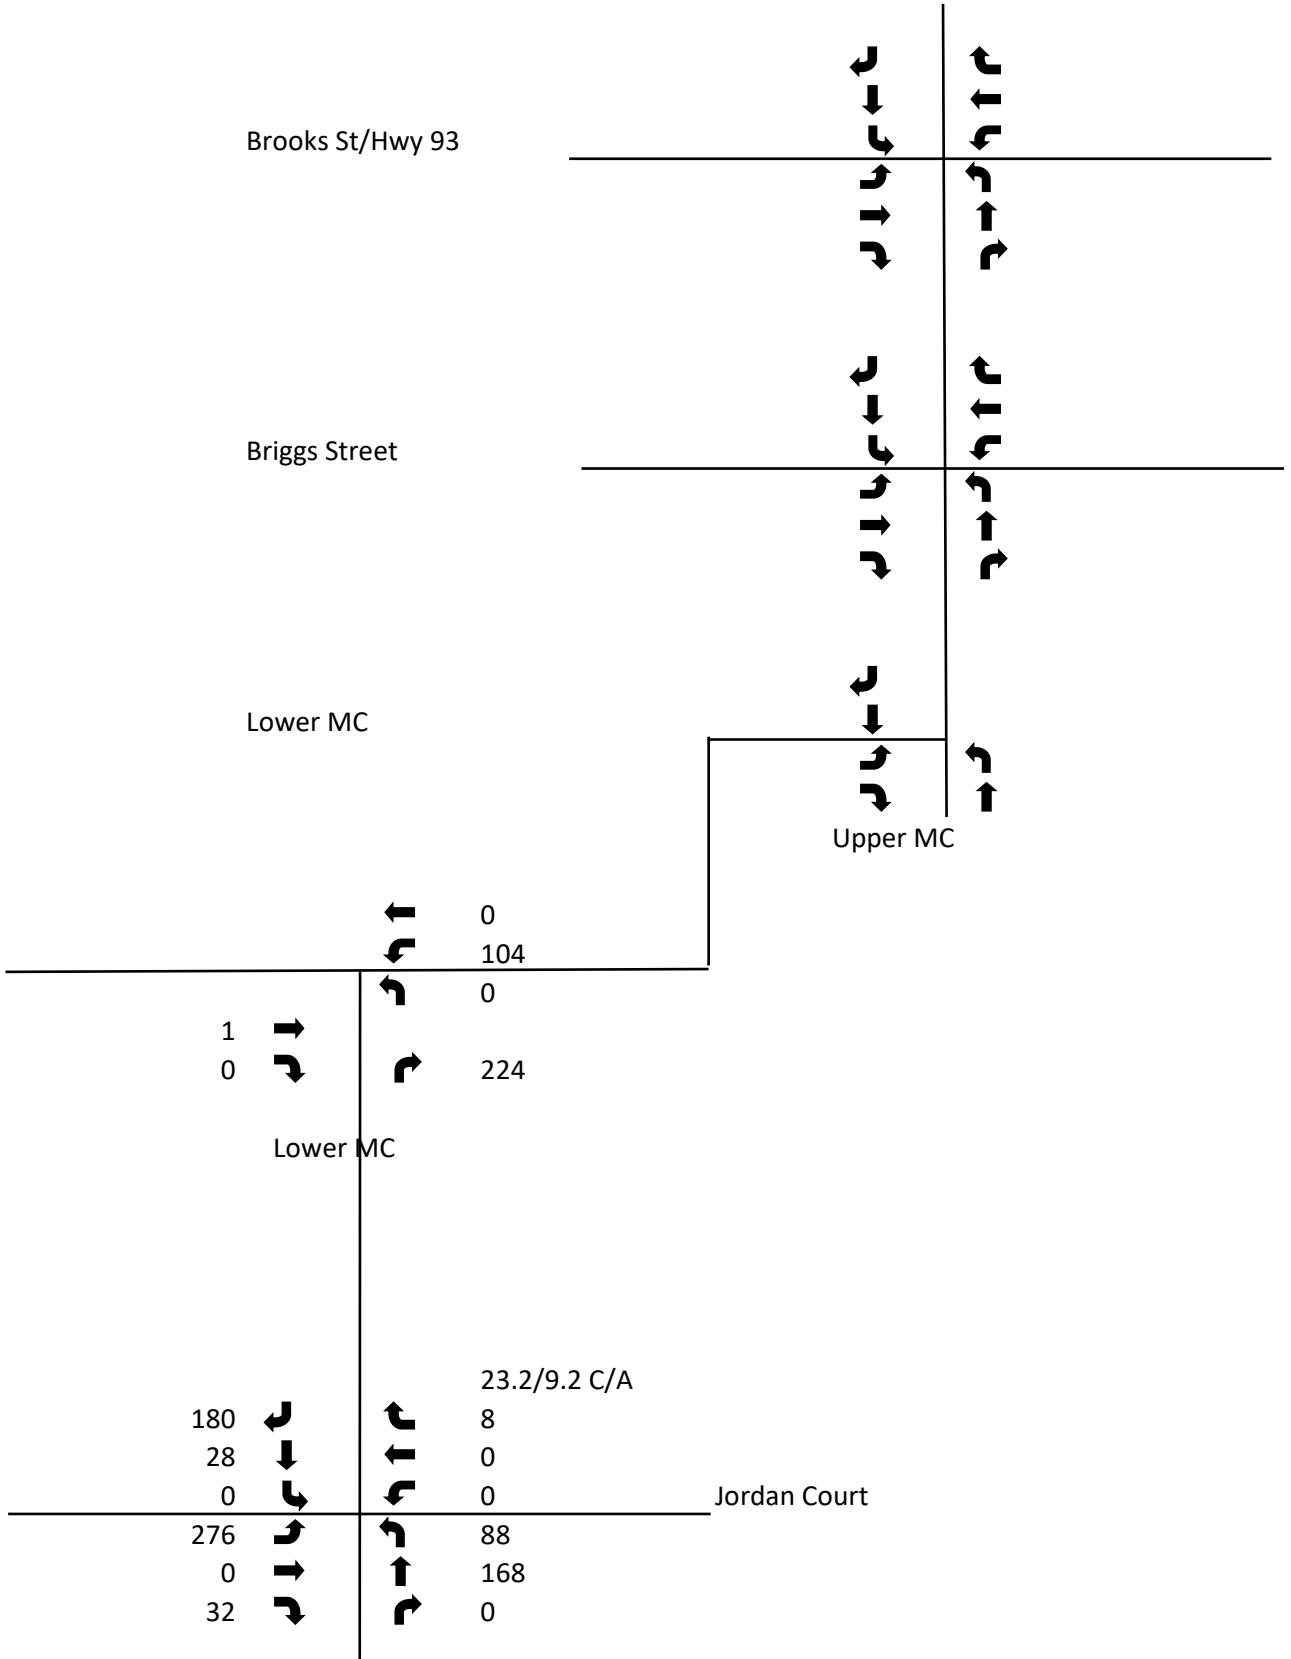 Brooks St/Hwy 93
Briggs Street
Lower MC
Upper MC
0
104
0
1
0 224
Lower MC
23.2/9.2 C/A
180 8
28 0
0 0 Jordan Court
276 88
0 168
32 0